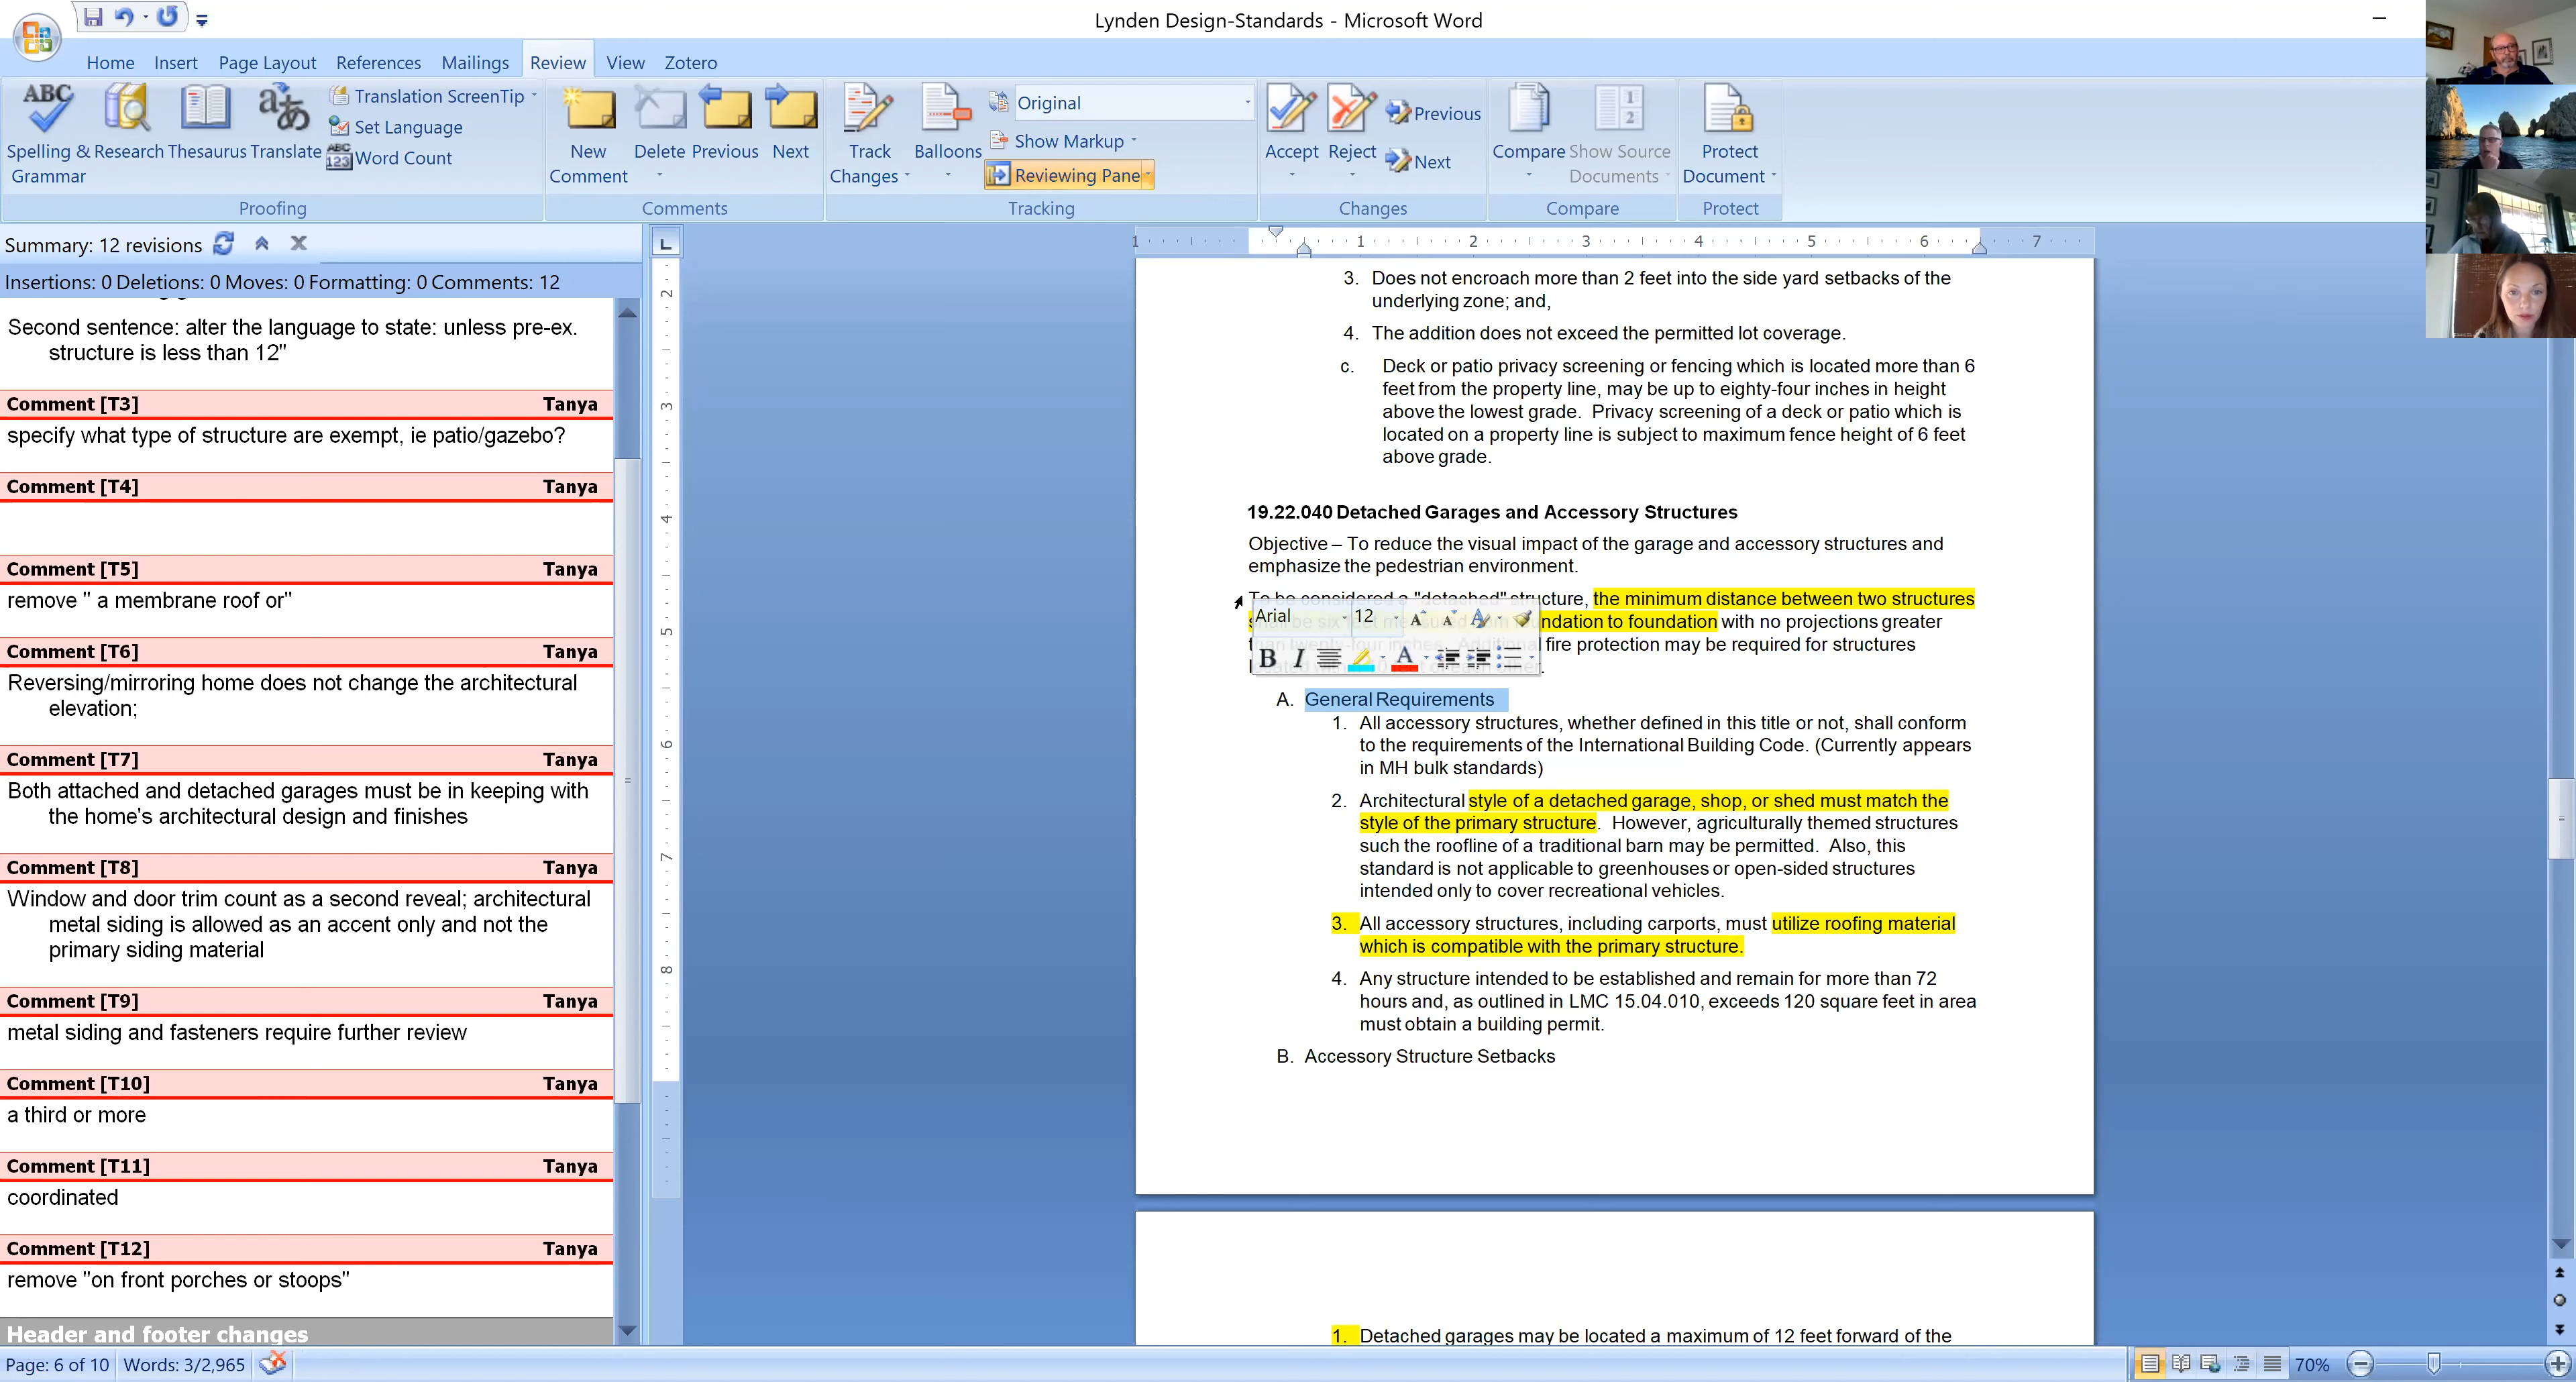 Lynden Design-Standards - Microsoft Word
Home Insert Page Layout References Mailings Review View Zotero
ABC Spelling & Grammar
Research
Thesaurus
Translate
Translation ScreenTip
Set Language
ABC 123 Word Count
Proofing
New Comment
Delete
Previous
Next
Comments
Track Changes
Balloons
Original
Show Markup
Reviewing Pane
Tracking
Accept
Reject
Previous
Next
Changes
Compare
Show Source Documents
Compare
Protect Document
Protect
Summary: 12 revisions
Insertions: 0 Deletions: 0 Moves: 0 Formatting: 0 Comments: 12
Second sentence: alter the language to state: unless pre-ex.
structure is less than 12"
Comment [T3] Tanya
specify what type of structure are exempt, ie patio/gazebo?
Comment [T4] Tanya
Comment [T5] Tanya
remove " a membrane roof or"
Comment [T6] Tanya
Reversing/mirroring home does not change the architectural
elevation;
Comment [T7] Tanya
Both attached and detached garages must be in keeping with
the home's architectural design and finishes
Comment [T8] Tanya
Window and door trim count as a second reveal; architectural
metal siding is allowed as an accent only and not the
primary siding material
Comment [T9] Tanya
metal siding and fasteners require further review
Comment [T10] Tanya
a third or more
Comment [T11] Tanya
coordinated
Comment [T12] Tanya
remove "on front porches or stoops"
Header and footer changes
L
1 1 2 3 4 5 6 7
2
3
4
5
6
7
8
3. Does not encroach more than 2 feet into the side yard setbacks of the
underlying zone; and,
4. The addition does not exceed the permitted lot coverage.
c. Deck or patio privacy screening or fencing which is located more than 6
feet from the property line, may be up to eighty-four inches in height
above the lowest grade. Privacy screening of a deck or patio which is
located on a property line is subject to maximum fence height of 6 feet
above grade.
19.22.040 Detached Garages and Accessory Structures
Objective – To reduce the visual impact of the garage and accessory structures and
emphasize the pedestrian environment.
To be considered a "detached" structure, the minimum distance between two structures
foundation to foundation with no projections greater
fire protection may be required for structures
Arial 12
B I
A. General Requirements
1. All accessory structures, whether defined in this title or not, shall conform
to the requirements of the International Building Code. (Currently appears
in MH bulk standards)
2. Architectural style of a detached garage, shop, or shed must match the
style of the primary structure. However, agriculturally themed structures
such the roofline of a traditional barn may be permitted. Also, this
standard is not applicable to greenhouses or open-sided structures
intended only to cover recreational vehicles.
3. All accessory structures, including carports, must utilize roofing material
which is compatible with the primary structure.
4. Any structure intended to be established and remain for more than 72
hours and, as outlined in LMC 15.04.010, exceeds 120 square feet in area
must obtain a building permit.
B. Accessory Structure Setbacks
1. Detached garages may be located a maximum of 12 feet forward of the
Page: 6 of 10 Words: 3/2,965
70%